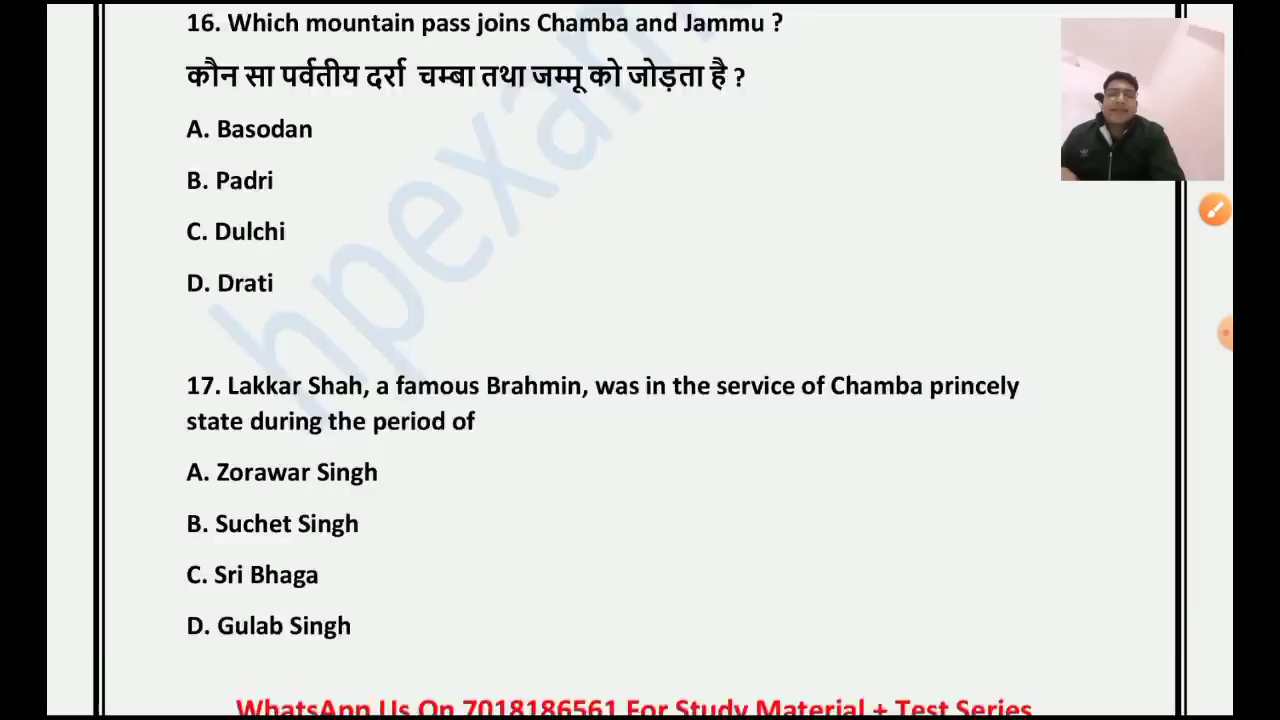 16. Which mountain pass joins Chamba and Jammu ?
कौन सा पर्वतीय दर्रा चम्बा तथा जम्मू को जोड़ता है ?
A. Basodan
B. Padri
C. Dulchi
D. Drati
hpexam
17. Lakkar Shah, a famous Brahmin, was in the service of Chamba princely
state during the period of
A. Zorawar Singh
B. Suchet Singh
C. Sri Bhaga
D. Gulab Singh
WhatsApp Us On 7018186561 For Study Material + Test Series